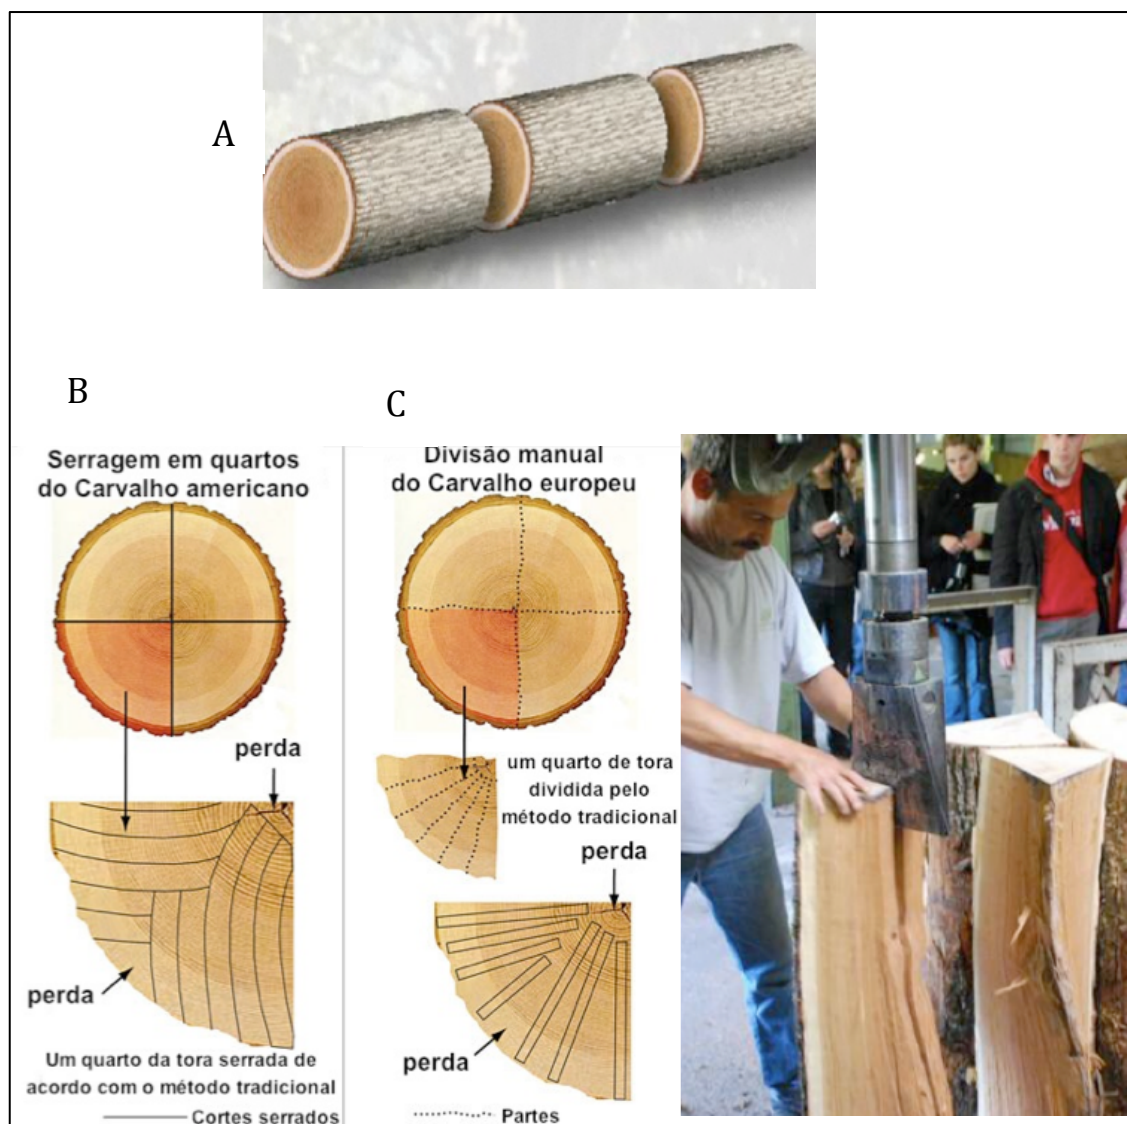 A
B
C
Serragem em quartos
do Carvalho americano
perda
perda
Um quarto da tora serrada de
acordo com o método tradicional
Cortes serrados
Divisão manual
do Carvalho europeu
um quarto de tora
dividida pelo
método tradicional
perda
perda
Partes